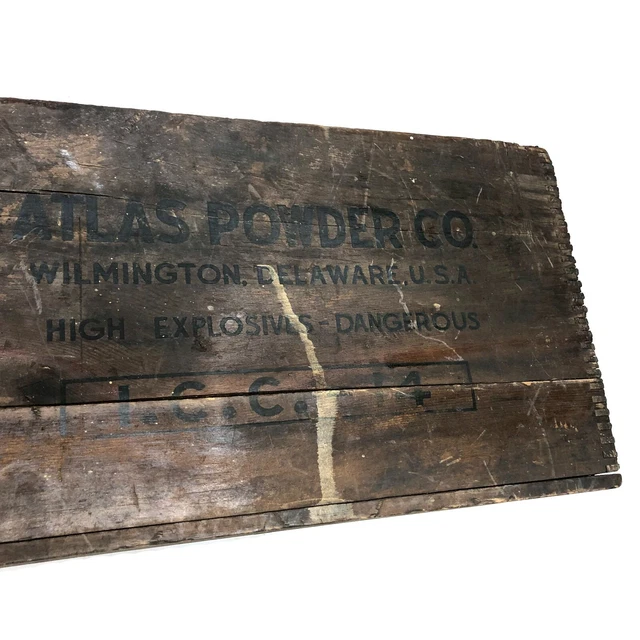 ATLAS POWDER CO.
WILMINGTON, DELAWARE, U.S.A.
HIGH EXPLOSIVES - DANGEROUS
I.C.C. 14